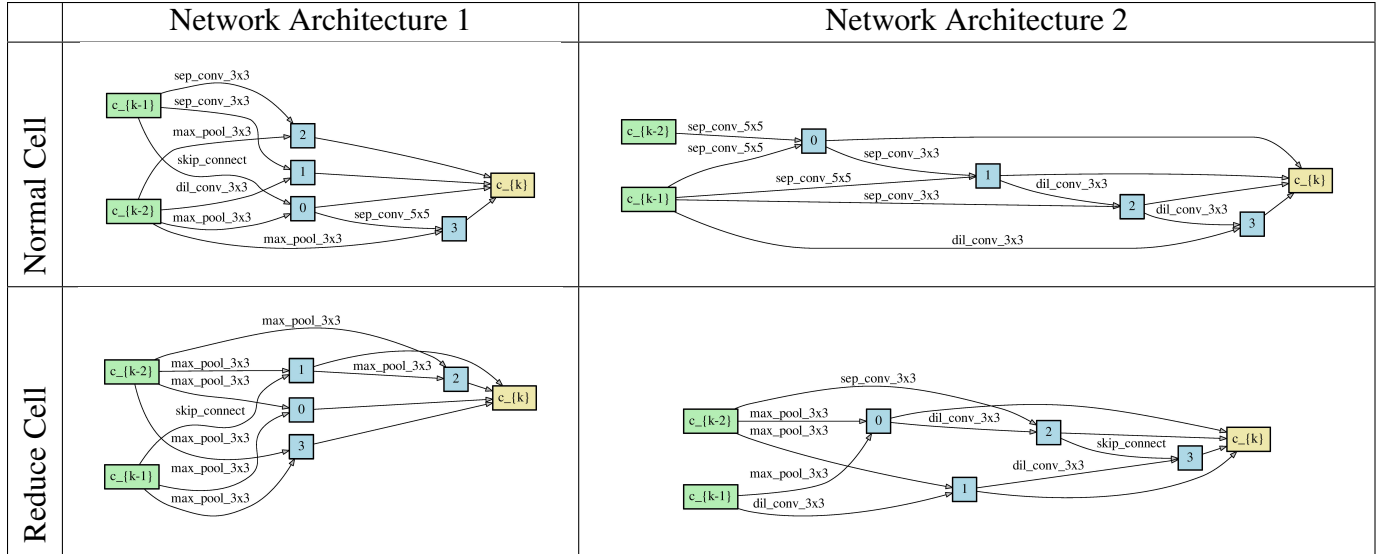 Network Architecture 1
Network Architecture 2
Normal Cell
sep_conv_3x3
c_{k-1}
sep_conv_3x3
max_pool_3x3
2
skip_connect
1
c_{k}
dil_conv_3x3
c_{k-2}
max_pool_3x3
0
sep_conv_5x5
3
max_pool_3x3
c_{k-2}
sep_conv_5x5
sep_conv_5x5
0
sep_conv_3x3
c_{k-1}
sep_conv_5x5
sep_conv_3x3
1
dil_conv_3x3
c_{k}
2
dil_conv_3x3
3
dil_conv_3x3
Reduce Cell
max_pool_3x3
c_{k-2}
max_pool_3x3
max_pool_3x3
1
max_pool_3x3
2
c_{k}
skip_connect
0
max_pool_3x3
3
c_{k-1}
max_pool_3x3
max_pool_3x3
sep_conv_3x3
c_{k-2}
max_pool_3x3
max_pool_3x3
0
dil_conv_3x3
2
skip_connect
c_{k}
3
max_pool_3x3
dil_conv_3x3
c_{k-1}
dil_conv_3x3
1